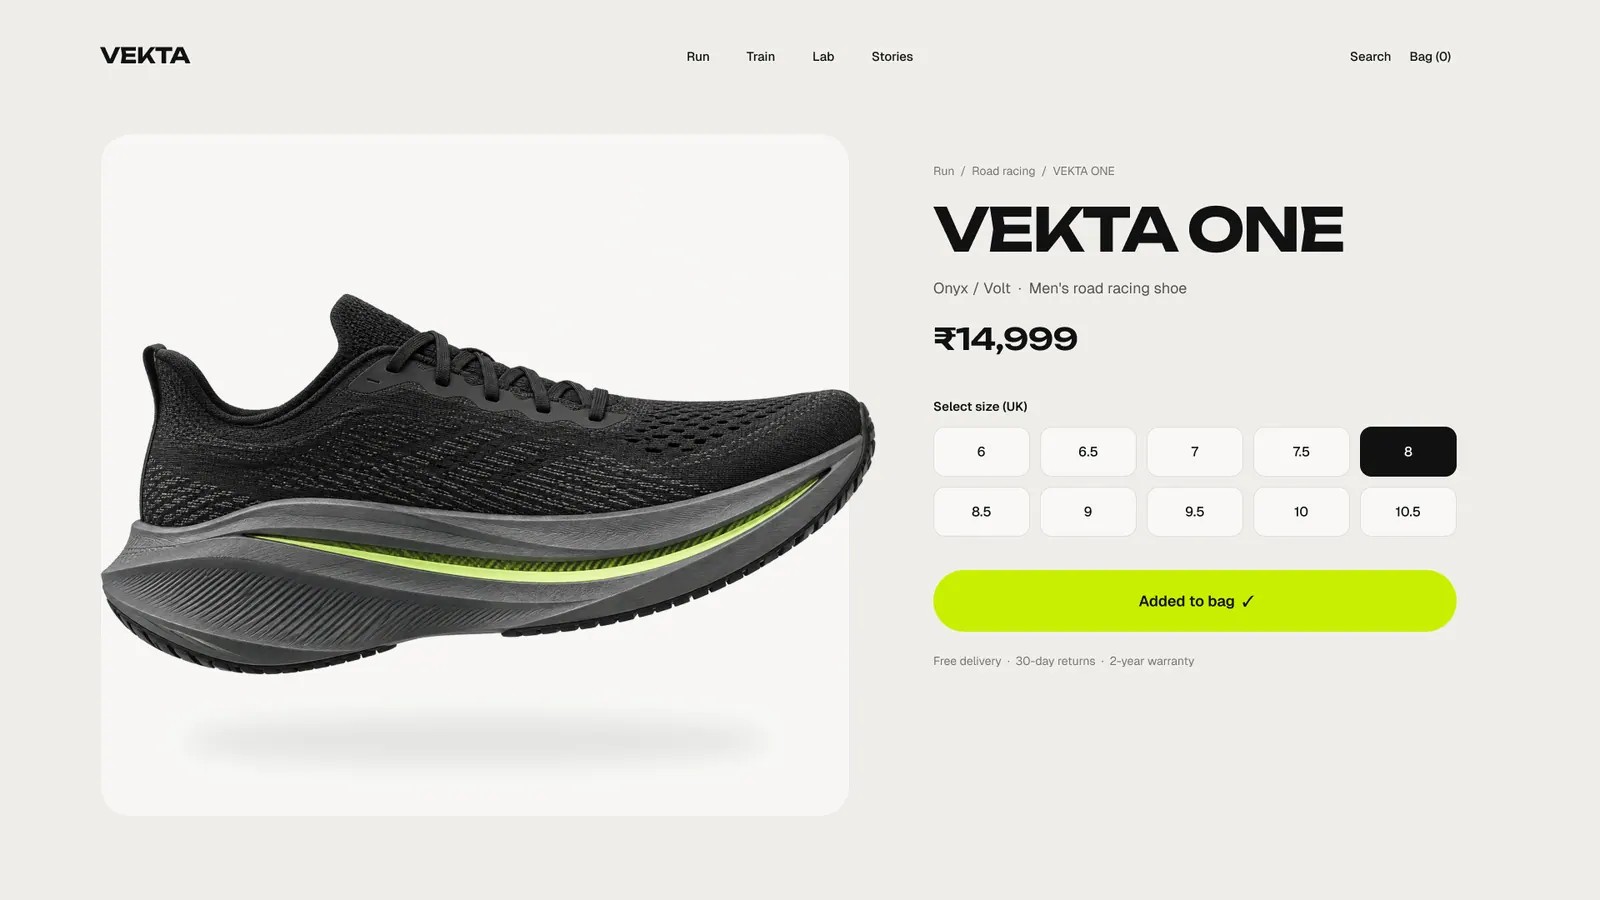 VEKTA
Run Train Lab Stories
Search Bag (0)
Run / Road racing / VEKTA ONE
VEKTA ONE
Onyx / Volt · Men's road racing shoe
₹14,999
Select size (UK)
6 6.5 7 7.5 8
8.5 9 9.5 10 10.5
Added to bag ✓
Free delivery · 30-day returns · 2-year warranty